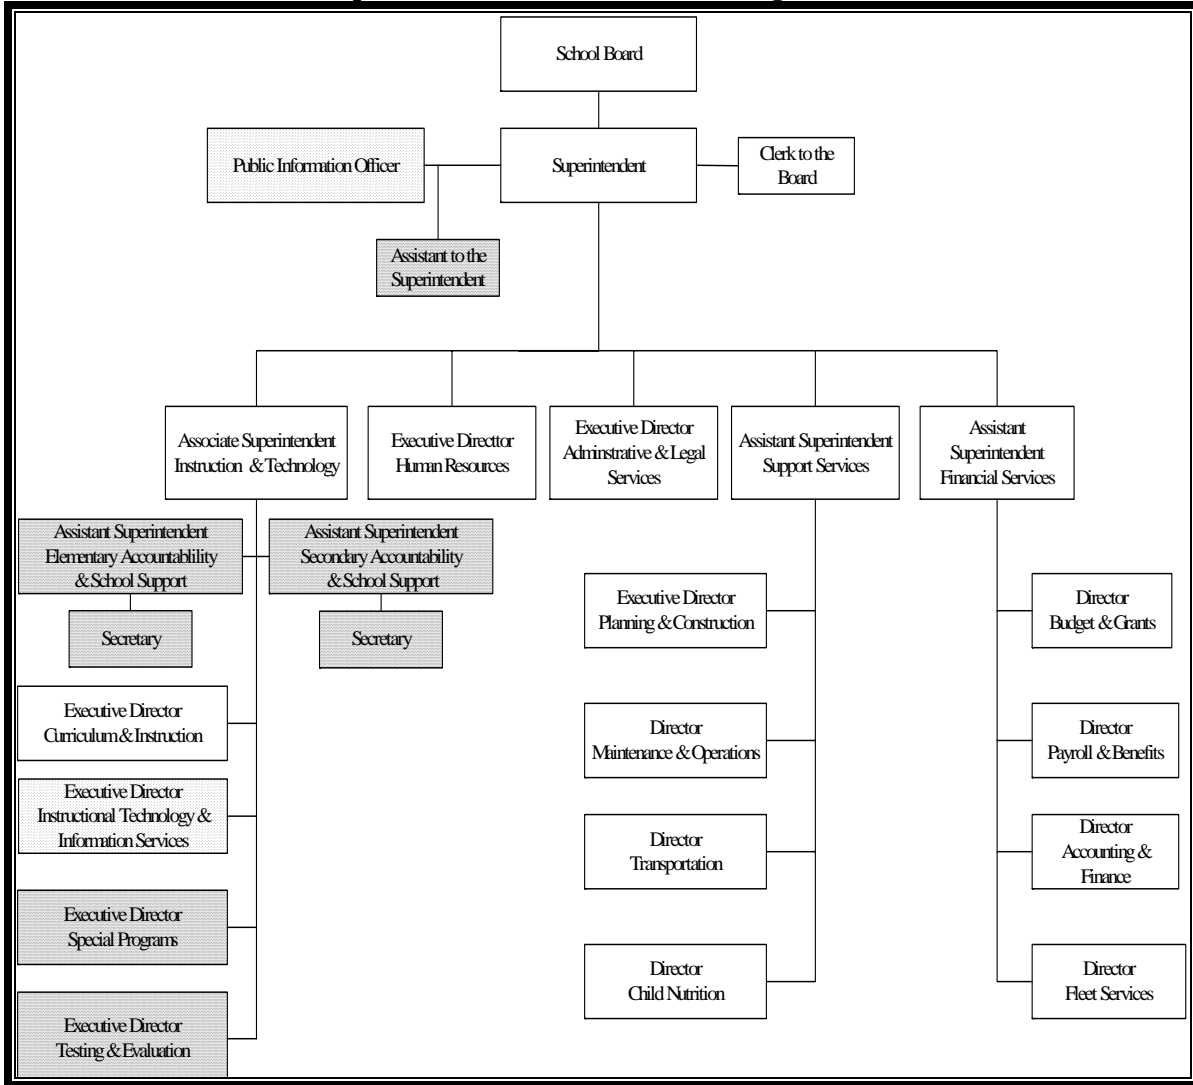 School Board
Public Information Officer
Superintendent
Clerk to the
Board
Assistant to the
Superintendent
Associate Superintendent
Instruction & Technology
Executive Directtor
Human Resources
Executive Director
Adminstrative & Legal
Services
Assistant Superintendent
Support Services
Assistant
Superintendent
Financial Services
Assistant Superintendent
Elementary Accountablility
& School Support
Assistant Superintendent
Secondary Accountability
& School Support
Secretary
Secretary
Executive Director
Curriculum & Instruction
Executive Director
Instructional Technology &
Information Services
Executive Director
Special Programs
Executive Director
Testing & Evaluation
Executive Director
Planning & Construction
Director
Maintenance & Operations
Director
Transportation
Director
Child Nutrition
Director
Budget & Grants
Director
Payroll & Benefits
Director
Accounting &
Finance
Director
Fleet Services